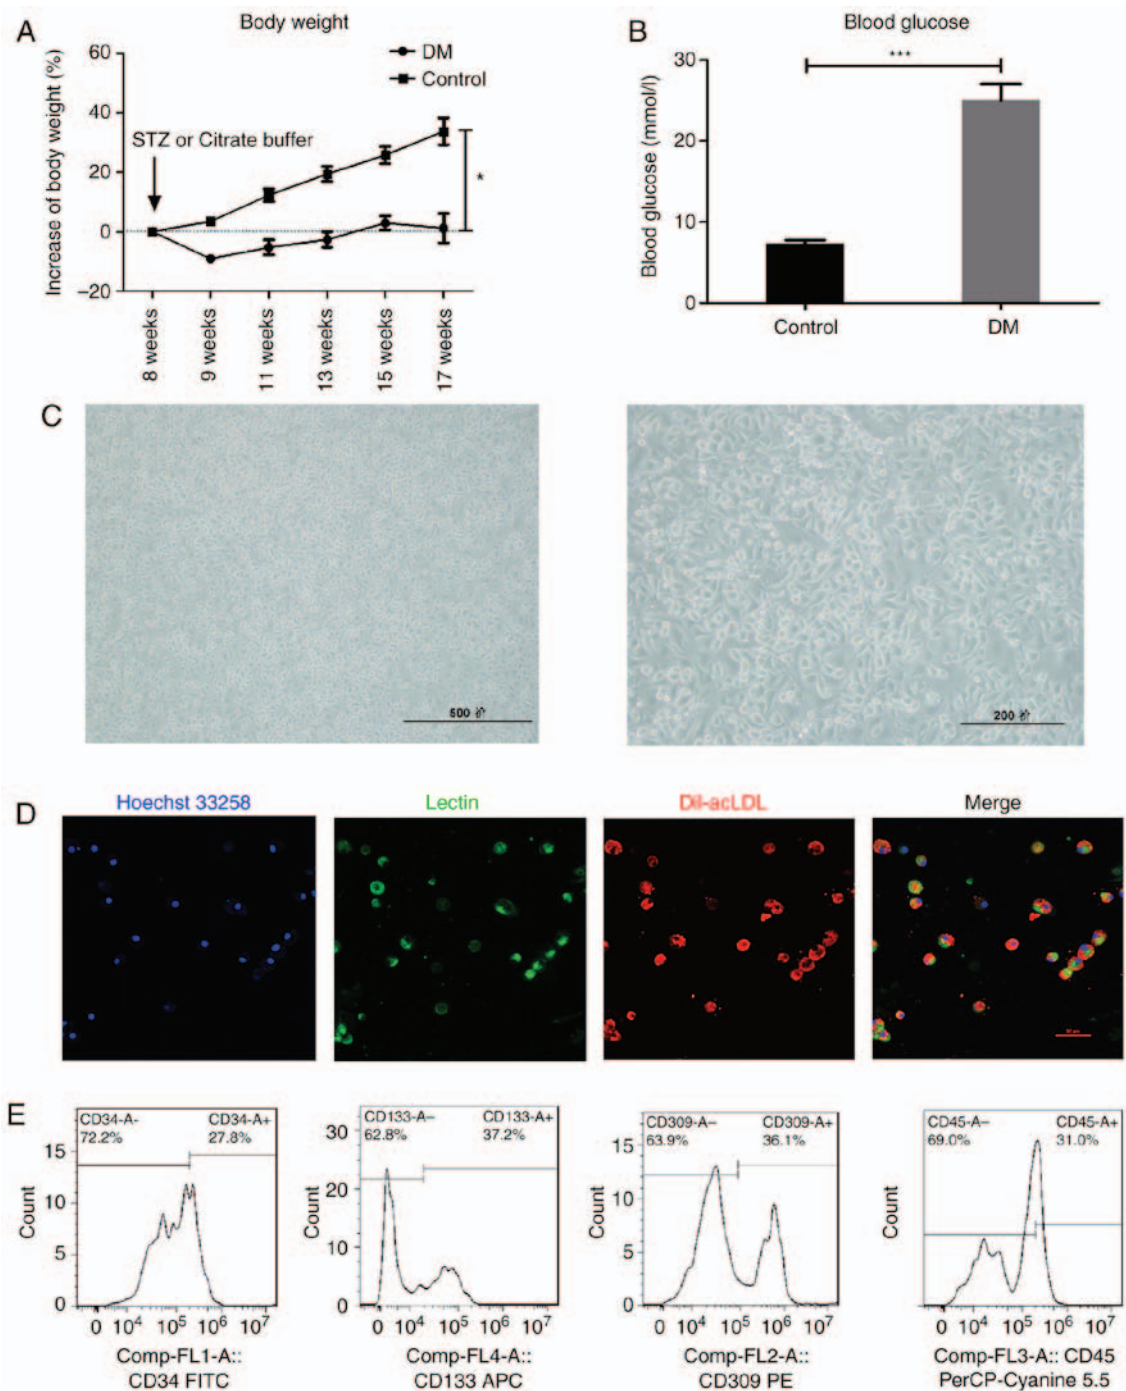 A
Body weight
Increase of body weight (%)
60
40
20
0
−20
DM
Control
STZ or Citrate buffer
*
8 weeks
9 weeks
11 weeks
13 weeks
15 weeks
17 weeks
B
Blood glucose
Blood glucose (mmol/l)
30
20
10
0
***
Control
DM
C
500
200
D
Hoechst 33258
Lectin
Dil-acLDL
Merge
E
CD34-A-
72.2%
CD34-A+
27.8%
Count
15
10
5
0
0 10⁴ 10⁵ 10⁶ 10⁷
Comp-FL1-A::
CD34 FITC
CD133-A–
62.8%
CD133-A+
37.2%
Count
30
20
10
0
0 10⁴ 10⁵ 10⁶ 10⁷
Comp-FL4-A::
CD133 APC
CD309-A–
63.9%
CD309-A+
36.1%
Count
15
10
5
0
0 10⁴ 10⁵ 10⁶ 10⁷
Comp-FL2-A::
CD309 PE
CD45-A–
69.0%
CD45-A+
31.0%
Count
15
10
5
0
0 10⁴ 10⁵ 10⁶ 10⁷
Comp-FL3-A:: CD45
PerCP-Cyanine 5.5